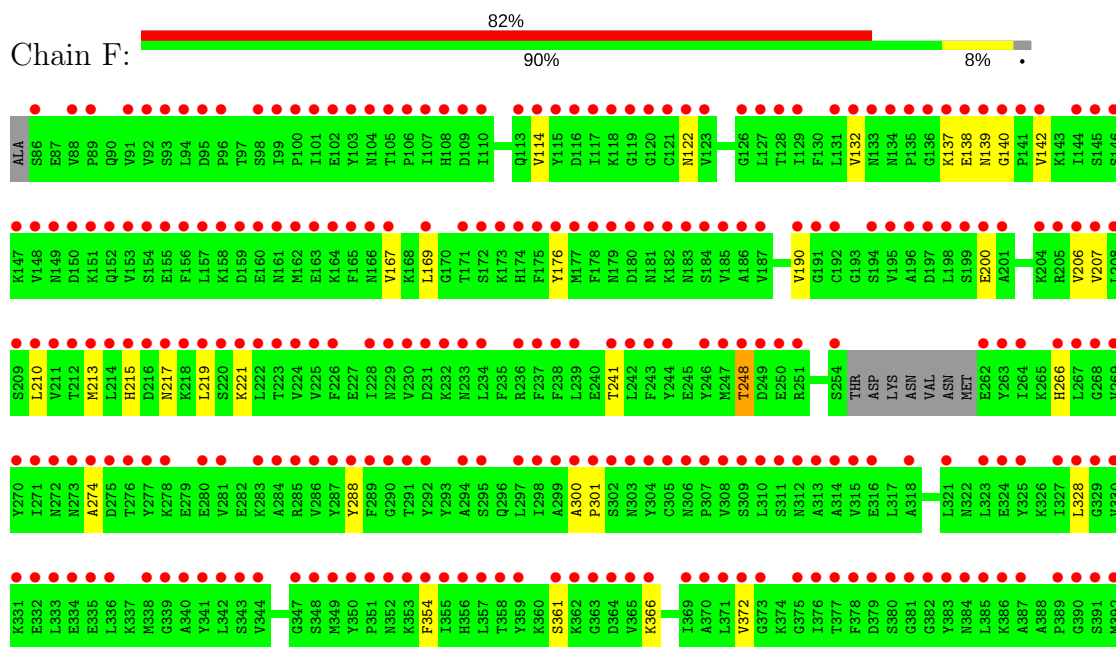 Chain F:
82%
90%
8%
•
ALA S86 E87 V88 P89 Q90 V91 V92 S93 L94 D95 P96 T97 S98 I99 P100 I101 E102 Y103 N104 T105 P106 I107 H108 D109 I110 Q113 V114 Y115 D116 I117 K118 G119 G120 C121 N122 V123 G126 L127 T128 I129 F130 L131 V132 N133 N134 P135 G136 K137 E138 N139 G140 P141 V142 K143 I144 S145 S146
K147 V148 N149 D150 K151 Q152 V153 S154 E155 F156 L157 K158 D159 E160 N161 M162 E163 K164 F165 N166 V167 K168 L169 G170 T171 S172 K173 H174 F175 Y176 M177 F178 N179 D180 N181 K182 N183 S184 V185 A186 V187 V190 G191 C192 G193 S194 V195 A196 D197 L198 S199 E200 A201 K204 R205 V206 V207 L208
S209 L210 V211 T212 M213 L214 H215 D216 N217 K218 L219 S220 K221 L222 T223 V224 V225 F226 E227 I228 N229 V230 D231 K232 N233 L234 F235 R236 F237 F238 L239 E240 T241 L242 F243 Y244 E245 Y246 M247 T248 D249 E250 R251 S254 THR ASP LYS ASN VAL ASN MET E262 Y263 I264 K265 H266 L267 G268 V269
Y270 I271 N272 N273 A274 D275 T276 Y277 K278 E279 E280 V281 E282 K283 A284 R285 V286 Y287 Y288 F289 G290 T291 Y292 Y293 A294 S295 Q296 L297 I298 A299 A300 P301 S302 N303 Y304 C305 N306 P307 V308 S309 L310 S311 N312 A313 A314 V315 E316 L317 A318 L321 N322 L323 E324 Y325 K326 I327 L328 G329 V330
K331 E332 L333 E334 E335 L336 K337 M338 G339 A340 Y341 L342 S343 V344 G347 S348 M349 Y350 P351 N352 K353 F354 I355 H356 L357 T358 Y359 K360 S361 K362 G363 D364 V365 K366 I369 A370 L371 V372 G373 K374 G375 I376 T377 F378 D379 S380 G381 G382 Y383 N384 L385 K386 A387 A388 P389 G390 S391 M392